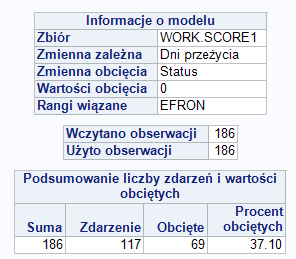 Informacje o modelu
Zbiór WORK.SCORE1
Zmienna zależna Dni przeżycia
Zmienna obcięcia Status
Wartości obcięcia 0
Rangi wiązane EFRON
Wczytano obserwacji 186
Użyto obserwacji 186
Podsumowanie liczby zdarzeń i wartości
obciętych
Procent
Suma Zdarzenie Obcięte obciętych
186 117 69 37.10